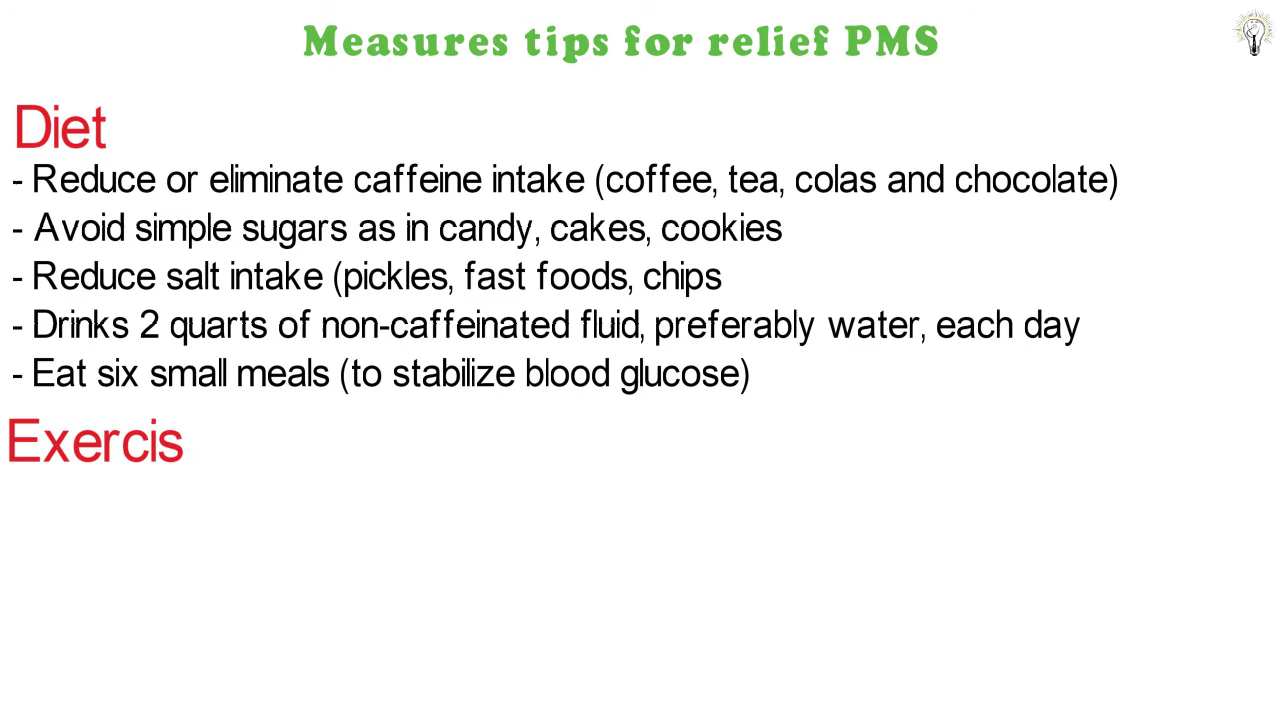 Measures tips for relief PMS
Diet
- Reduce or eliminate caffeine intake (coffee, tea, colas and chocolate)
- Avoid simple sugars as in candy, cakes, cookies
- Reduce salt intake (pickles, fast foods, chips
- Drinks 2 quarts of non-caffeinated fluid, preferably water, each day
- Eat six small meals (to stabilize blood glucose)
Exercis